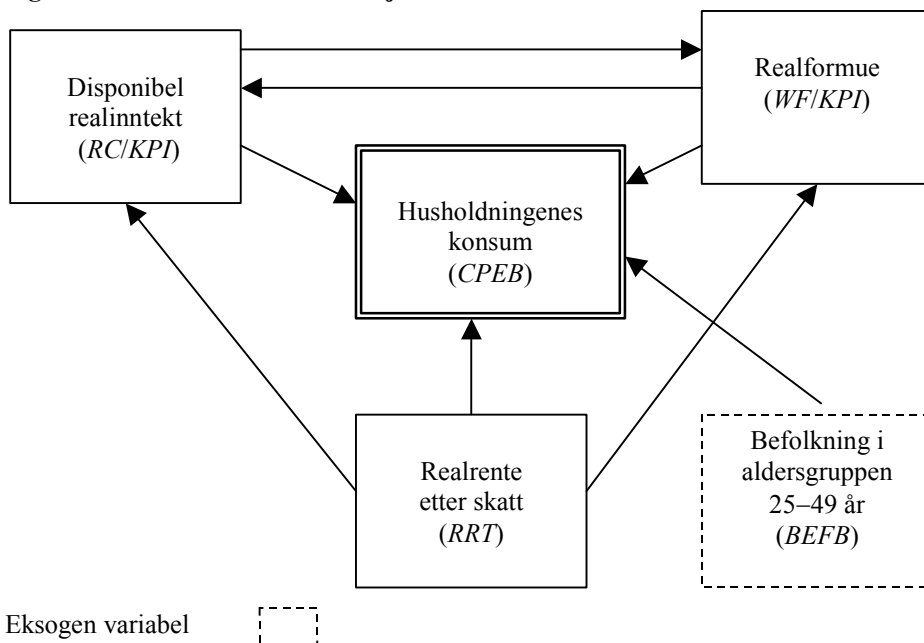 Disponibel
realinntekt
(RC/KPI)
Realformue
(WF/KPI)
Husholdningenes
konsum
(CPEB)
Realrente
etter skatt
(RRT)
Befolkning i
aldersgruppen
25–49 år
(BEFB)
Eksogen variabel